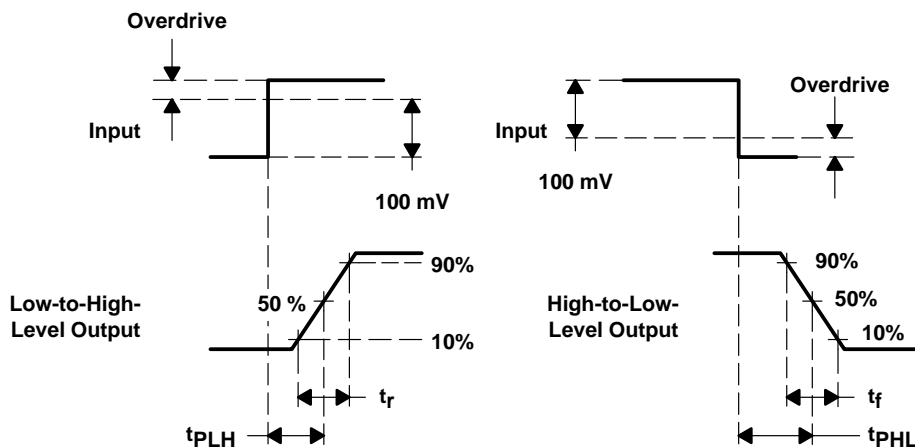 Overdrive
Input
100 mV
Overdrive
Input
100 mV
Low-to-High-
Level Output
50 %
90%
10%
tr
tPLH
High-to-Low-
Level Output
90%
50%
10%
tf
tPHL